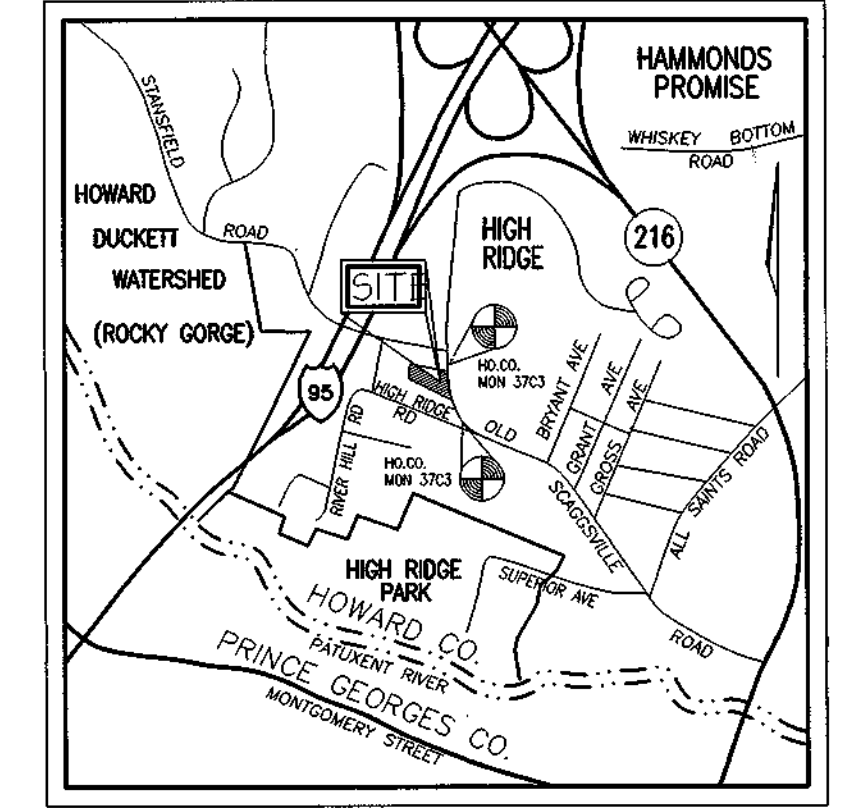 HAMMONDS
PROMISE
STANSFIELD
WHISKEY BOTTOM
ROAD
HOWARD
DUCKETT
WATERSHED
(ROCKY GORGE)
ROAD
HIGH
RIDGE
216
SITE
95
HO.CO.
MON 37C3
HIGH RIDGE
RD
OLD
BRYANT AVE.
GRANT AVE
GROSS AVE
RIVER HILL RD
HO.CO.
MON 37C3
SCAGGSVILLE
ALL SAINTS ROAD
HIGH RIDGE
PARK
SUPERIOR AVE
ROAD
HOWARD CO.
PATUXENT RIVER
PRINCE GEORGES CO.
MONTGOMERY STREET